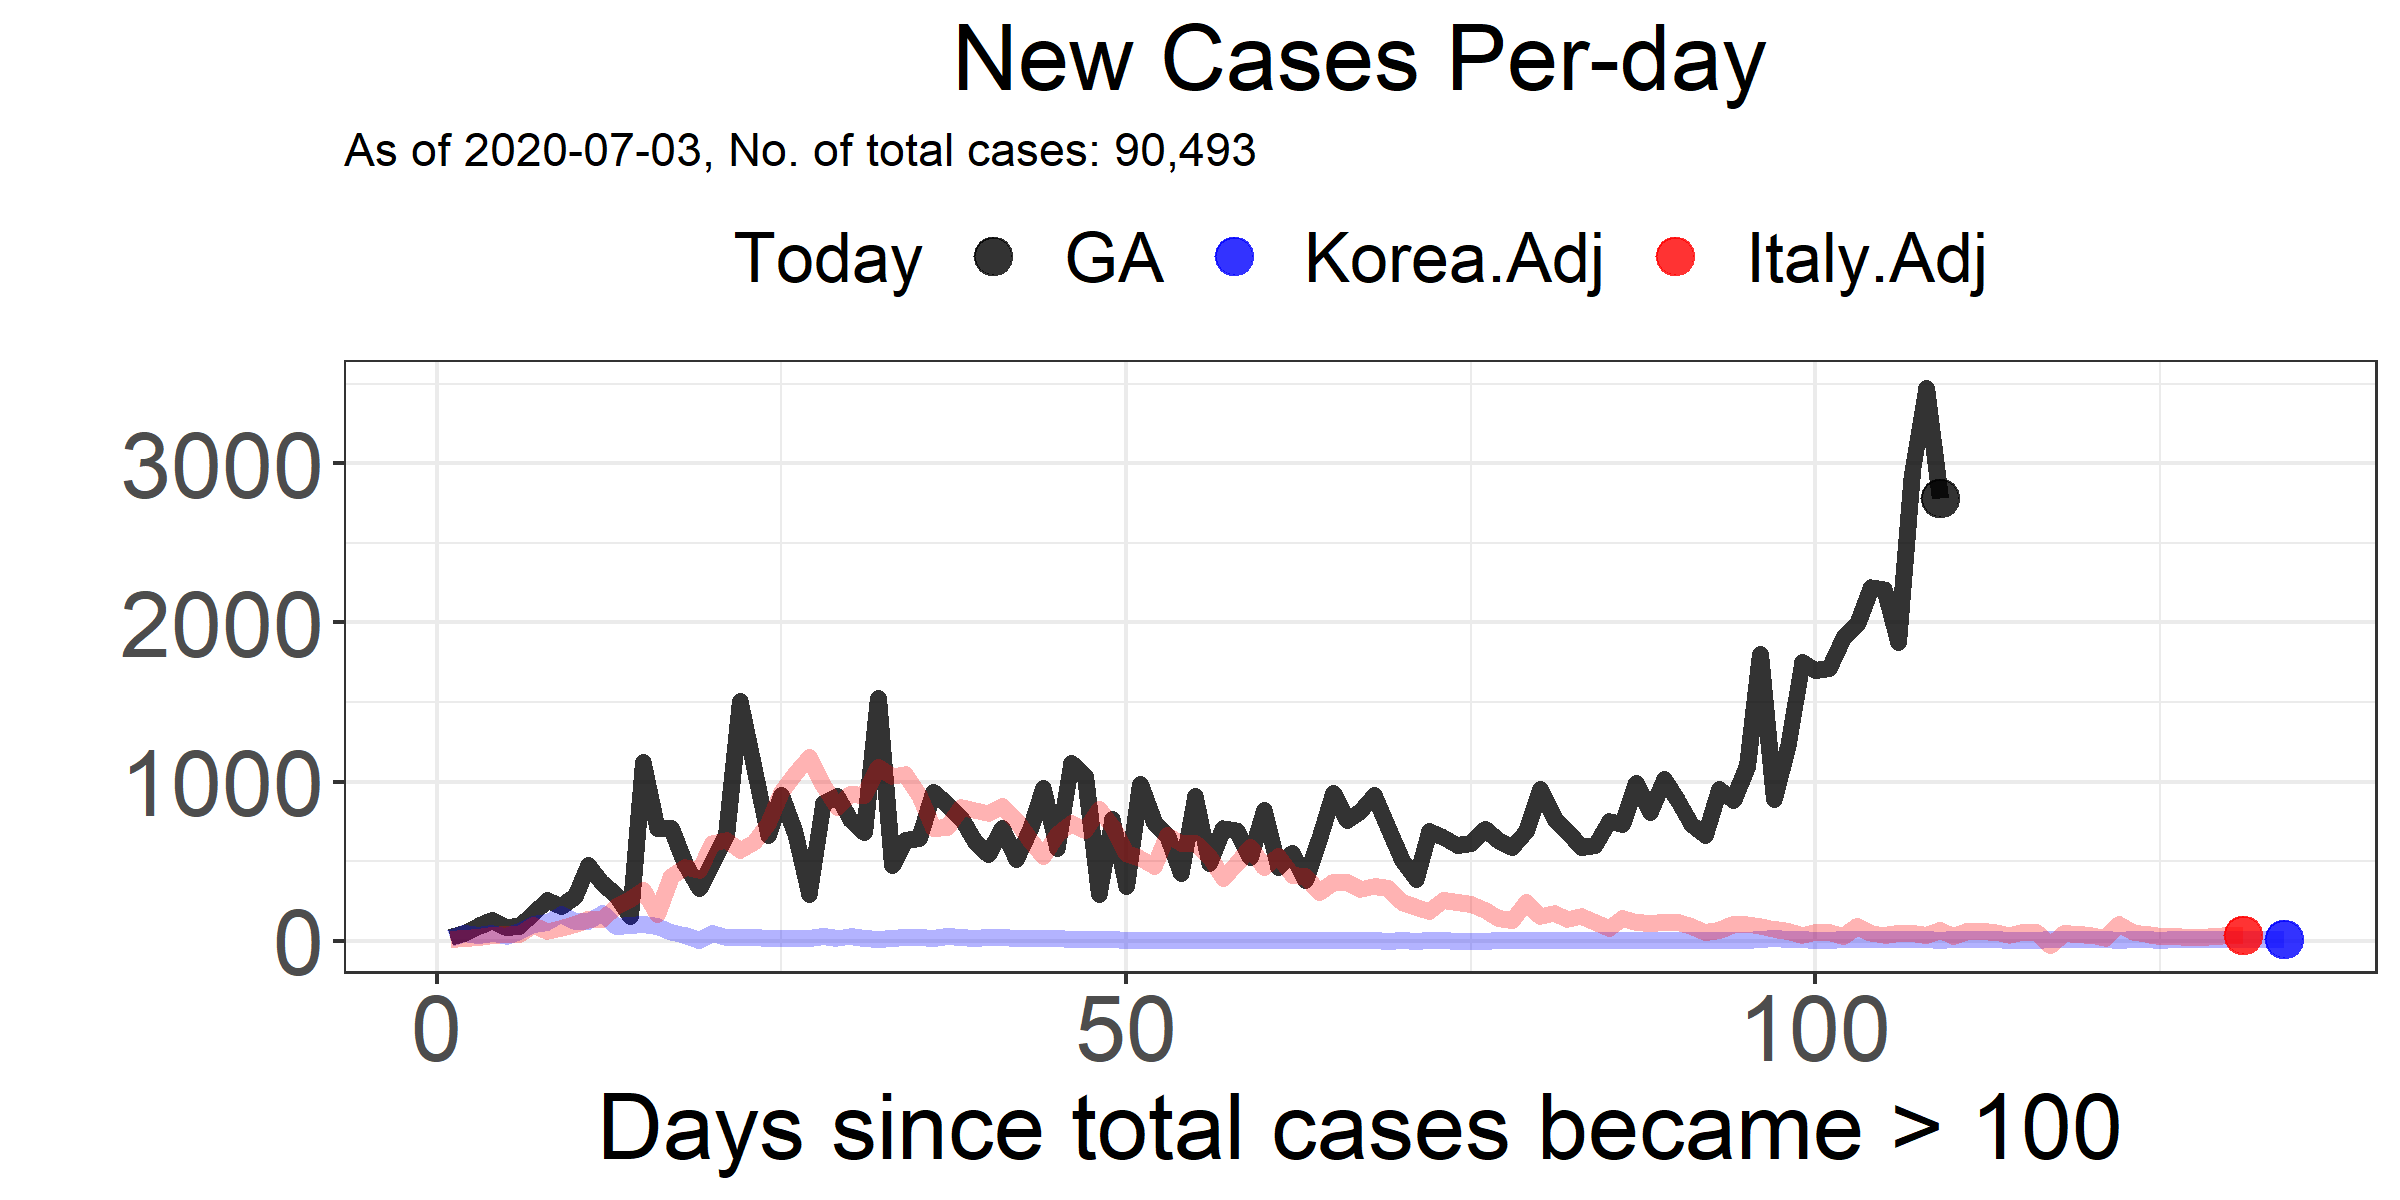 New Cases Per-day
As of 2020-07-03, No. of total cases: 90,493
Today GA Korea.Adj Italy.Adj
3000
2000
1000
0
0 50 100
Days since total cases became > 100